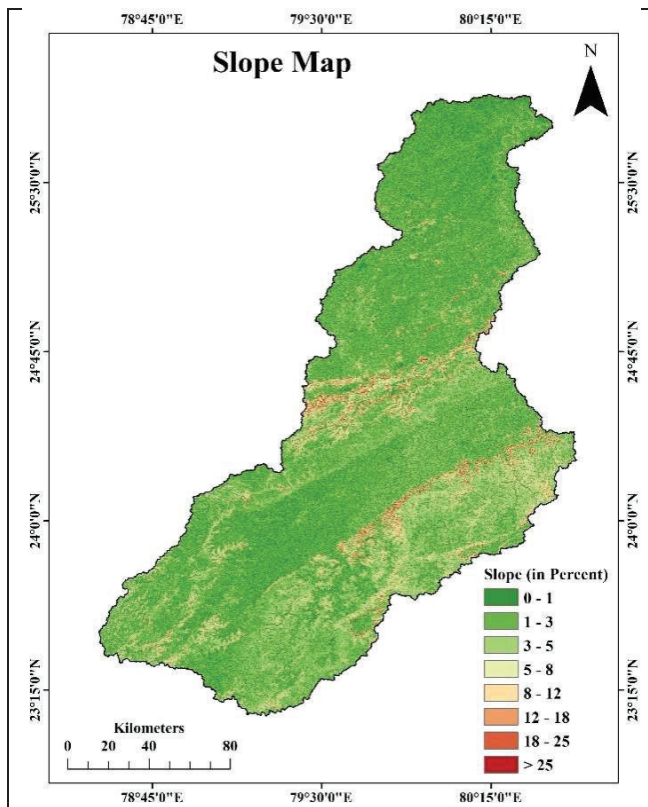 78°45'0"E 79°30'0"E 80°15'0"E
Slope Map
N
25°30'0"N 25°30'0"N
24°45'0"N 24°45'0"N
24°0'0"N 24°0'0"N
23°15'0"N 23°15'0"N
Slope (in Percent)
0 - 1
1 - 3
3 - 5
5 - 8
8 - 12
12 - 18
18 - 25
> 25
Kilometers
0 20 40 60 80
78°45'0"E 79°30'0"E 80°15'0"E